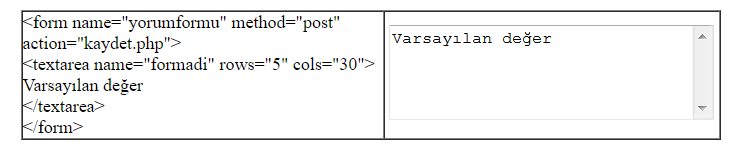 <form name="yorumformu" method="post"
action="kaydet.php">
<textarea name="formadi" rows="5" cols="30">
Varsayılan değer
</textarea>
</form>
Varsayılan değer